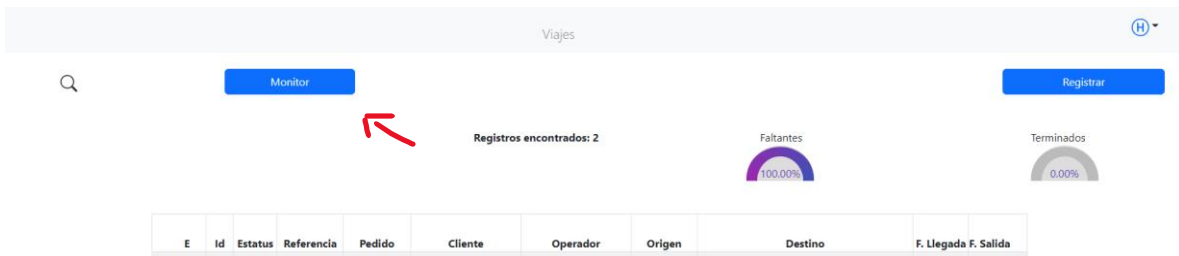 Viajes
H
Monitor
Registrar
Registros encontrados: 2
Faltantes
Terminados
100.00%
0.00%
E Id Estatus Referencia Pedido Cliente Operador Origen Destino F. Llegada F. Salida